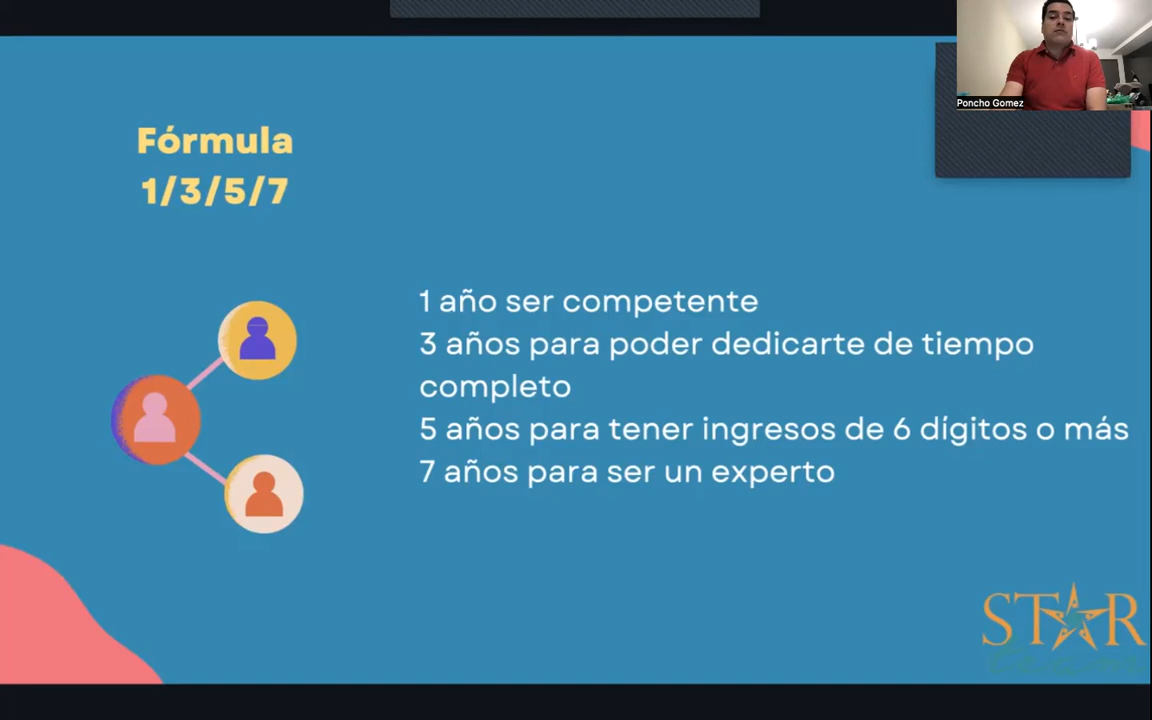 Poncho Gomez
Fórmula
1/3/5/7
1 año ser competente
3 años para poder dedicarte de tiempo
completo
5 años para tener ingresos de 6 dígitos o más
7 años para ser un experto
STAR